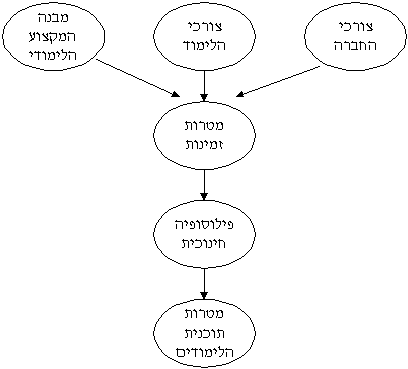 צורכי
החברה
צורכי
הלימוד
מבנה
המקצוע
הלימודי
מטרות
זמינות
פילוסופיה
חינוכית
מטרות
תוכנית
הלימודים